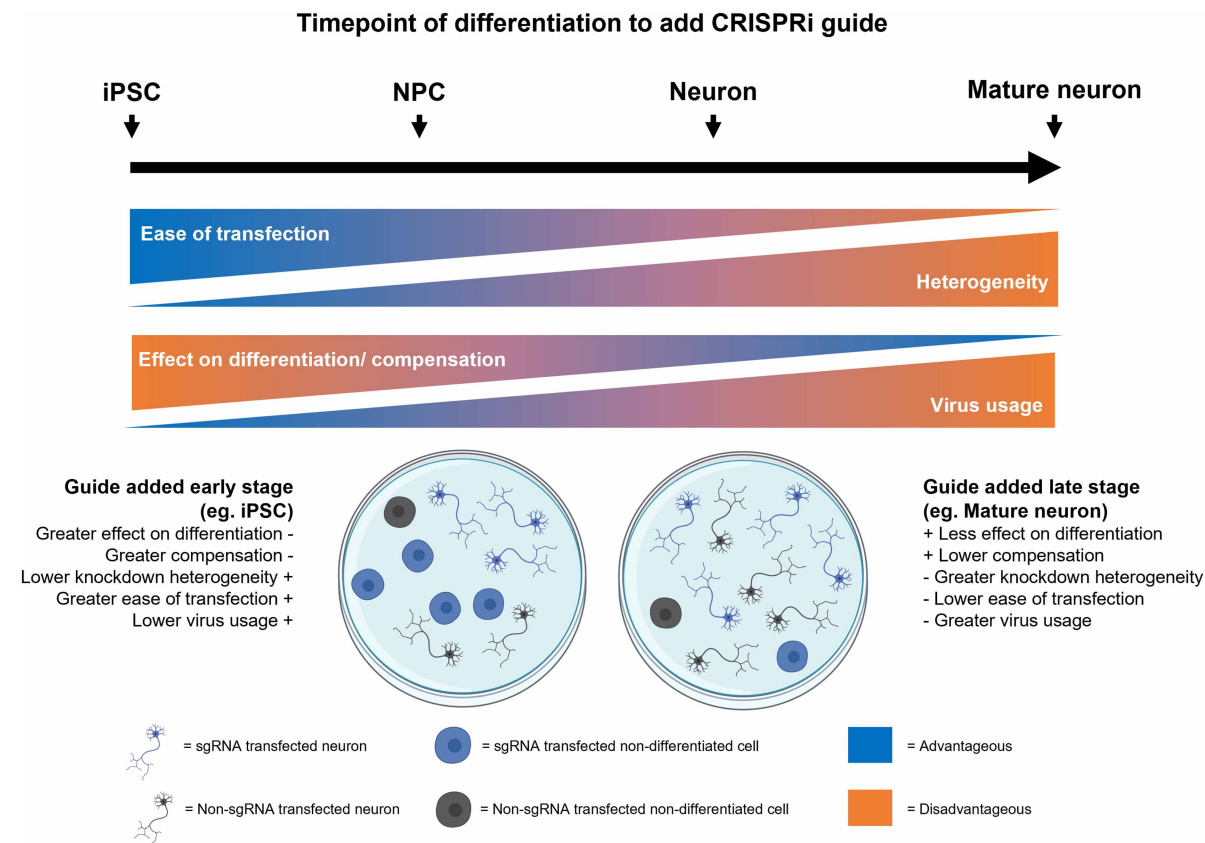 Timepoint of differentiation to add CRISPRi guide
iPSC
NPC
Neuron
Mature neuron
Ease of transfection
Heterogeneity
Effect on differentiation/ compensation
Virus usage
Guide added early stage
(eg. iPSC)
Greater effect on differentiation -
Greater compensation -
Lower knockdown heterogeneity +
Greater ease of transfection +
Lower virus usage +
Guide added late stage
(eg. Mature neuron)
+ Less effect on differentiation
+ Lower compensation
- Greater knockdown heterogeneity
- Lower ease of transfection
- Greater virus usage
= sgRNA transfected neuron
= sgRNA transfected non-differentiated cell
= Advantageous
= Non-sgRNA transfected neuron
= Non-sgRNA transfected non-differentiated cell
= Disadvantageous